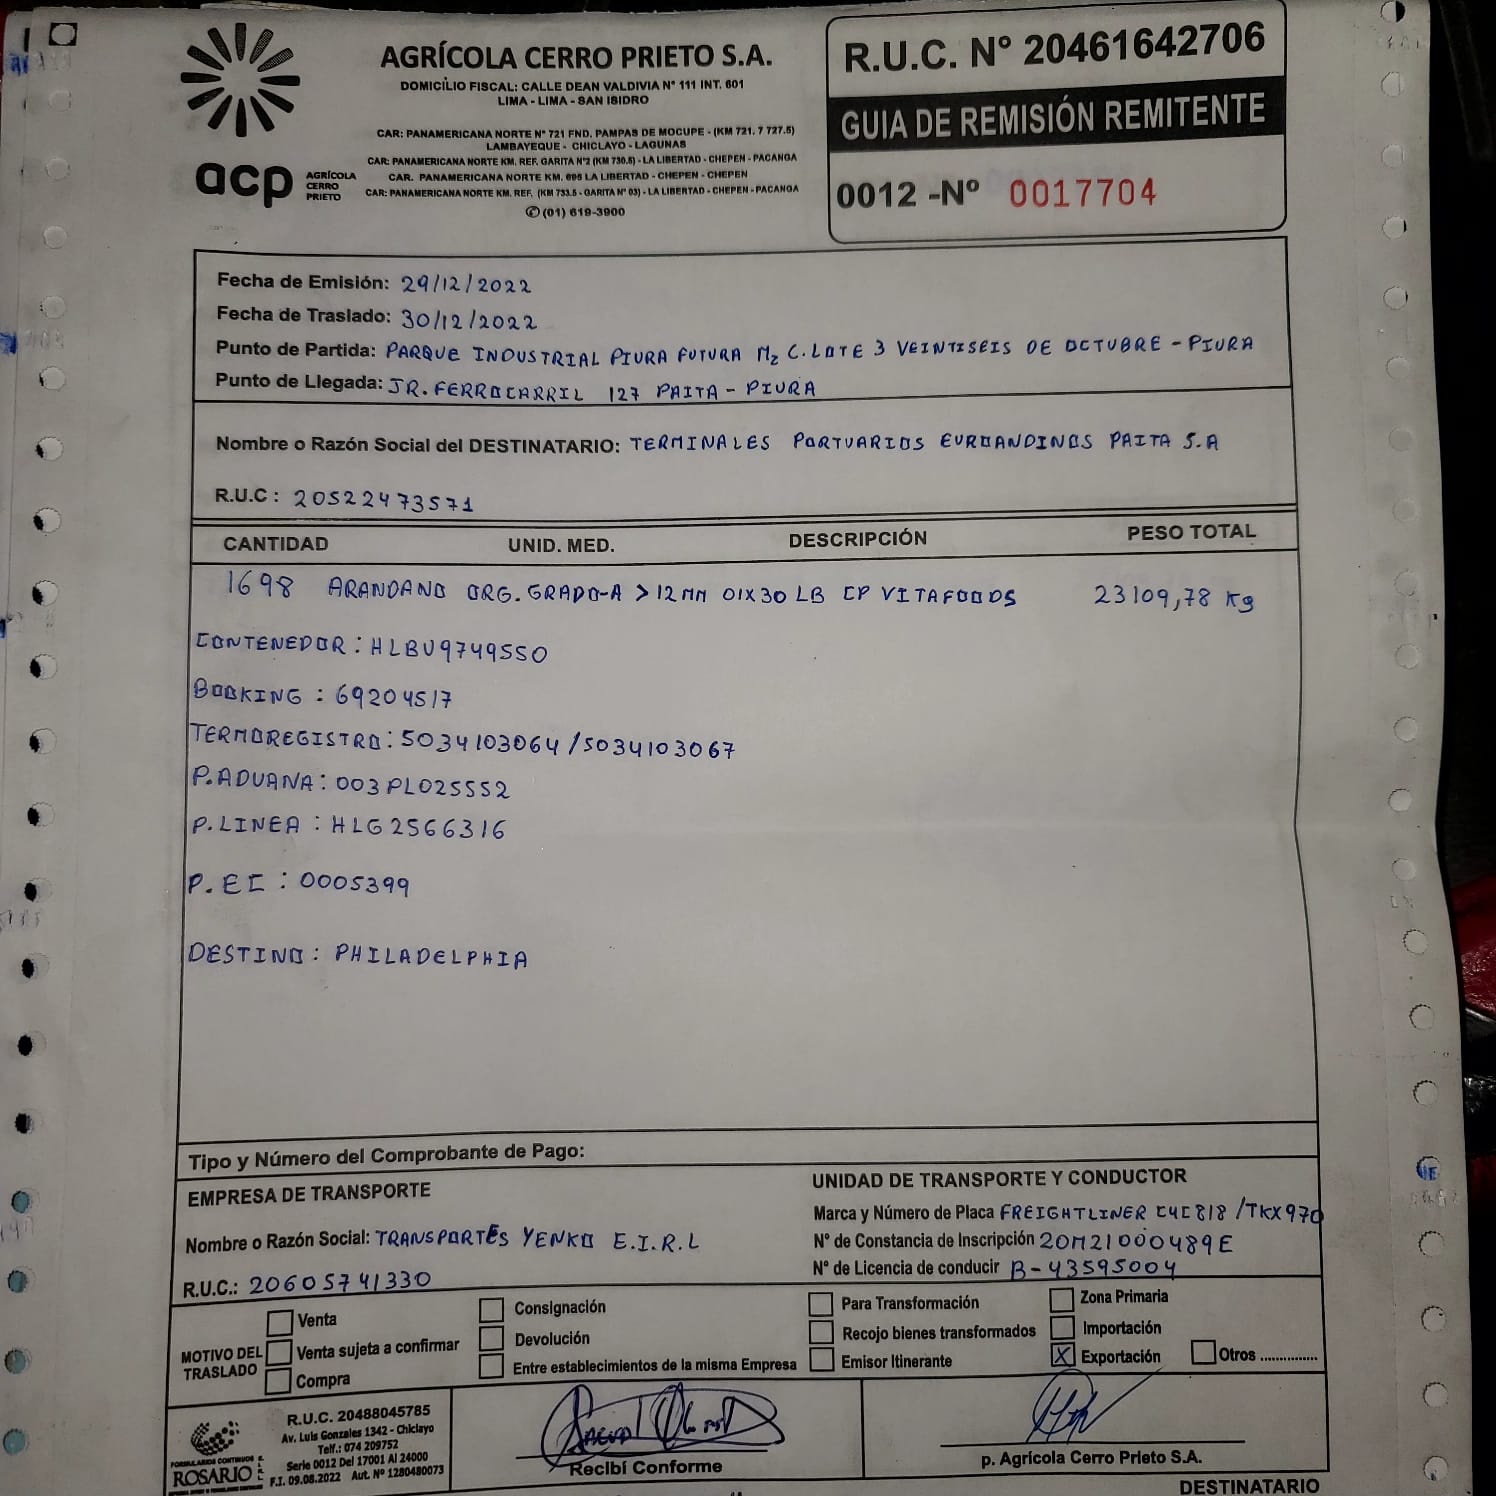 AGRÍCOLA CERRO PRIETO S.A.
DOMICILIO FISCAL: CALLE DEAN VALDIVIA N° 111 INT. 601
LIMA - LIMA - SAN ISIDRO
CAR: PANAMERICANA NORTE N° 721 FND. PAMPAS DE MOCUPE - (KM 721. 7 727.5)
LAMBAYEQUE - CHICLAYO - LAGUNAS
CAR: PANAMERICANA NORTE KM. REF. GARITA N°2 (KM 730.5) - LA LIBERTAD - CHEPEN - PACANGA
CAR. PANAMERICANA NORTE KM. 695 LA LIBERTAD - CHEPEN - CHEPEN
CAR: PANAMERICANA NORTE KM. REF. (KM 733.5 - GARITA N° 03) - LA LIBERTAD - CHEPEN - PACANGA
(01) 619-3900
acp AGRÍCOLA
CERRO
PRIETO
R.U.C. N° 20461642706
GUIA DE REMISIÓN REMITENTE
0012 -N° 0017704
Fecha de Emisión: 29/12/2022
Fecha de Traslado: 30/12/2022
Punto de Partida: PARQUE INDUSTRIAL PIURA FUTURA Mz C. LOTE 3 VEINTISEIS DE OCTUBRE - PIURA
Punto de Llegada: JR. FERROCARRIL 127 PAITA - PIURA
Nombre o Razón Social del DESTINATARIO: TERMINALES PORTUARIOS EUROANDINOS PAITA S.A
R.U.C : 20522473571
CANTIDAD UNID. MED. DESCRIPCIÓN PESO TOTAL
1698 ARANDANO ORG. GRADO-A > 12 MM 01X30 LB CP VITAFOODS 23109,78 Kg
CONTENEDOR : HLBU9749550
BOOKING : 69204517
TERMOREGISTRO : 5034103064 / 5034103067
P. ADUANA : 003PL025552
P. LINEA : HLG2566316
P. EC : 0005399
DESTINO : PHILADELPHIA
Tipo y Número del Comprobante de Pago:
EMPRESA DE TRANSPORTE
Nombre o Razón Social: TRANSPORTES YENKO E.I.R.L
R.U.C.: 20605741330
UNIDAD DE TRANSPORTE Y CONDUCTOR
Marca y Número de Placa FREIGHTLINER C4C818 / TKX970
N° de Constancia de Inscripción 20M21000489E
N° de Licencia de conducir B-43595004
MOTIVO DEL
TRASLADO
Venta
Venta sujeta a confirmar
Compra
Consignación
Devolución
Entre establecimientos de la misma Empresa
Para Transformación
Recojo bienes transformados
Emisor Itinerante
Zona Primaria
Importación
X Exportación
Otros ..............
FORMULARIOS CONTINUOS
ROSARIO
R.U.C. 20488045785
Av. Luis Gonzales 1342 - Chiclayo
Telf.: 074 209752
Serie 0012 Del 17001 Al 24000
F.I. 09.08.2022 Aut. N° 1280480073
Recibí Conforme
p. Agrícola Cerro Prieto S.A.
DESTINATARIO